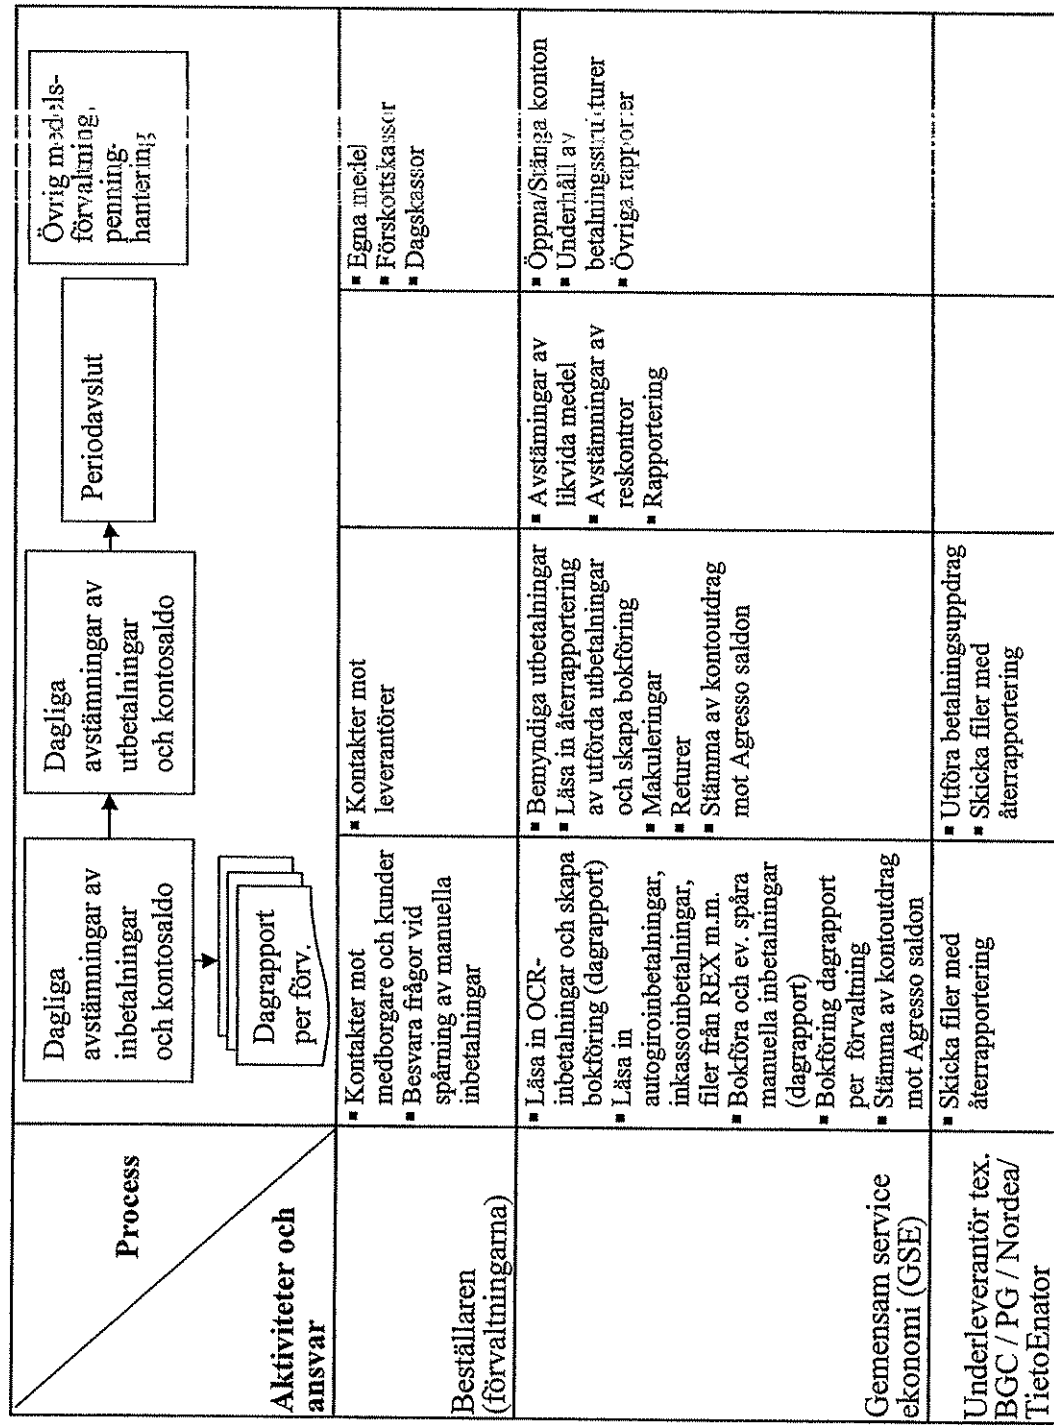 Process
Aktiviteter och
ansvar
Dagliga
avstämningar av
inbetalningar
och kontosaldo
Dagrapport
per förv.
Dagliga
avstämningar av
utbetalningar
och kontosaldo
Periodavslut
Övrig medels-
förvaltning,
penning-
hantering
Beställaren
(förvaltningarna)
▪ Kontakter mot
medborgare och kunder
▪ Besvara frågor vid
spårning av manuella
inbetalningar
▪ Kontakter mot
leverantörer
▪ Egna medel
▪ Förskottskassor
▪ Dagskassor
Gemensam service
ekonomi (GSE)
▪ Läsa in OCR-
inbetalningar och skapa
bokföring (dagrapport)
▪ Läsa in
autogiroinbetalningar,
inkassoinbetalningar,
filer från REX m.m.
▪ Bokföra och ev. spåra
manuella inbetalningar
(dagrapport)
▪ Bokföring dagrapport
per förvaltning
▪ Stämma av kontoutdrag
mot Agresso saldon
▪ Bemyndiga utbetalningar
▪ Läsa in återrapportering
av utförda utbetalningar
och skapa bokföring
▪ Makuleringar
▪ Returer
▪ Stämma av kontoutdrag
mot Agresso saldon
▪ Avstämingar av
likvida medel
▪ Avstämningar av
reskontror
▪ Rapportering
▪ Öppna/Stänga konton
▪ Underhåll av
betalningsstrukturer
▪ Övriga rapporter
Underleverantör tex.
BGC / PG / Nordea/
TietoEnator
▪ Skicka filer med
återrapportering
▪ Utföra betalningsuppdrag
▪ Skicka filer med
återrapportering